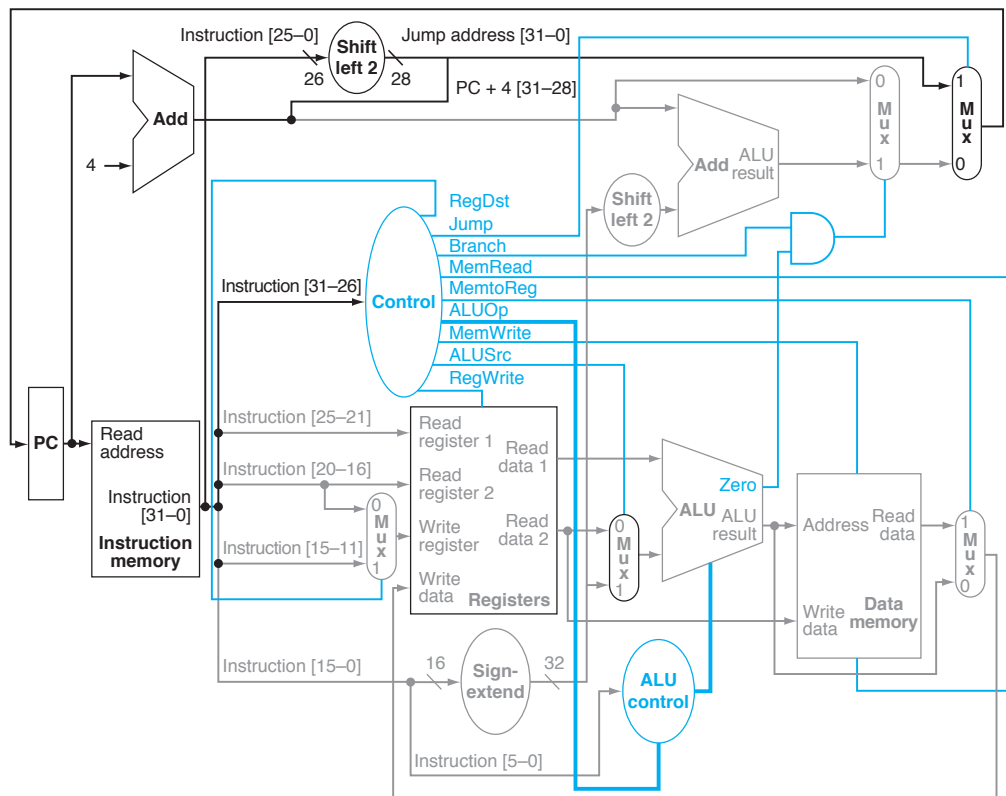 Instruction [25–0]
Shift
left 2
Jump address [31–0]
26
28
PC + 4 [31–28]
Add
4
0
M
u
x
1
1
M
u
x
0
Add
ALU
result
Shift
left 2
RegDst
Jump
Branch
MemRead
MemtoReg
ALUOp
MemWrite
ALUSrc
RegWrite
Control
Instruction [31–26]
PC
Read
address
Instruction
[31–0]
Instruction
memory
Instruction [25–21]
Instruction [20–16]
Instruction [15–11]
0
M
u
x
1
Read
register 1
Read
register 2
Write
register
Write
data
Read
data 1
Read
data 2
Registers
0
M
u
x
1
Zero
ALU
ALU
result
Address
Read
data
Write
data
Data
memory
1
M
u
x
0
Instruction [15–0]
16
Sign-
extend
32
ALU
control
Instruction [5–0]